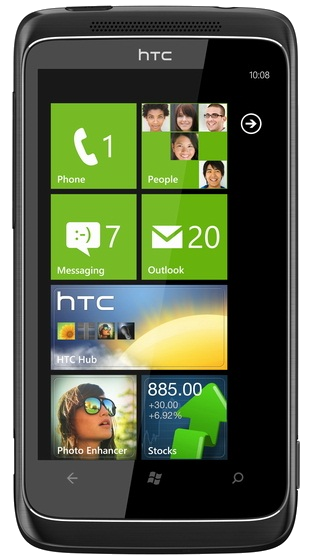 hTC
10:08
1
Phone
People
7
Messaging
20
Outlook
hTC
HTC Hub
Photo Enhancer
885.00
+30.00
+6.92%
Stocks